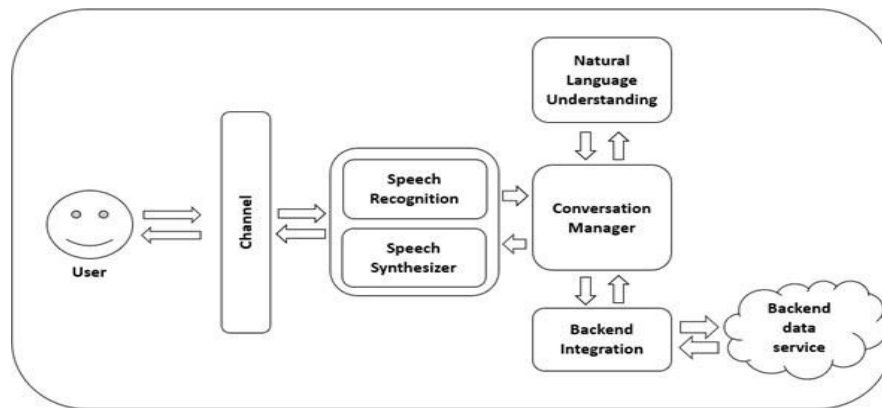 Natural
Language
Understanding
Speech
Recognition
Channel
Conversation
Manager
Speech
Synthesizer
User
Backend
Integration
Backend
data
service